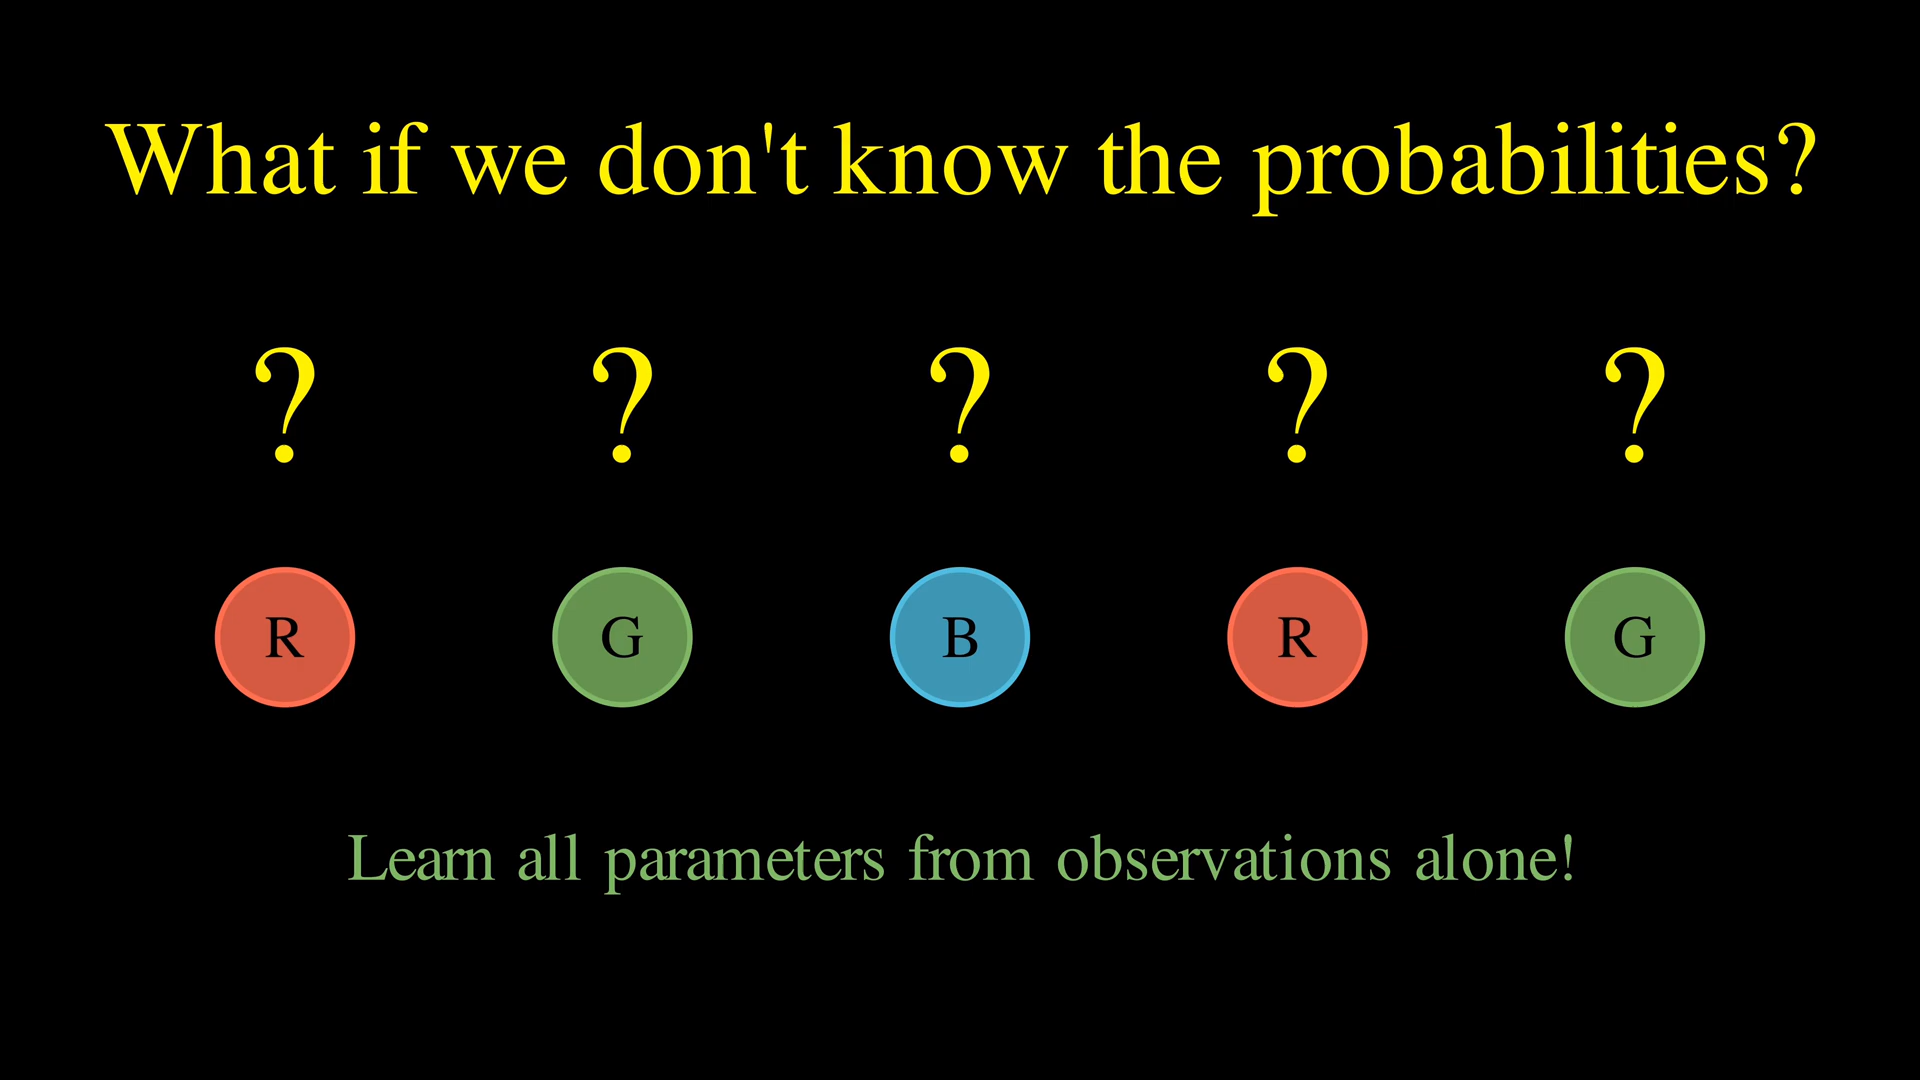 What if we don't know the probabilities?
? ? ? ? ?
R G B R G
Learn all parameters from observations alone!